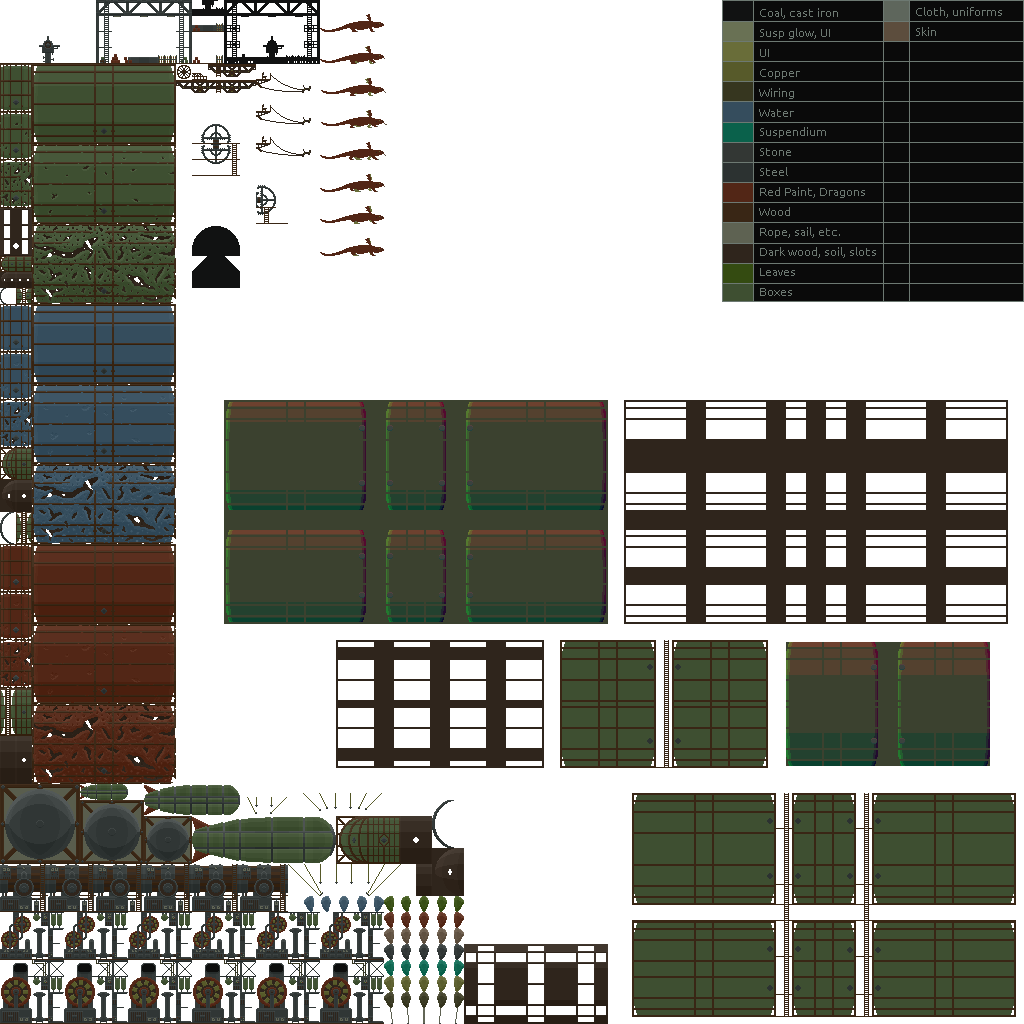 Coal, cast iron
Cloth, uniforms
Susp glow, UI
Skin
UI
Copper
Wiring
Water
Suspendium
Stone
Steel
Red Paint, Dragons
Wood
Rope, sail, etc.
Dark wood, soil, slots
Leaves
Boxes